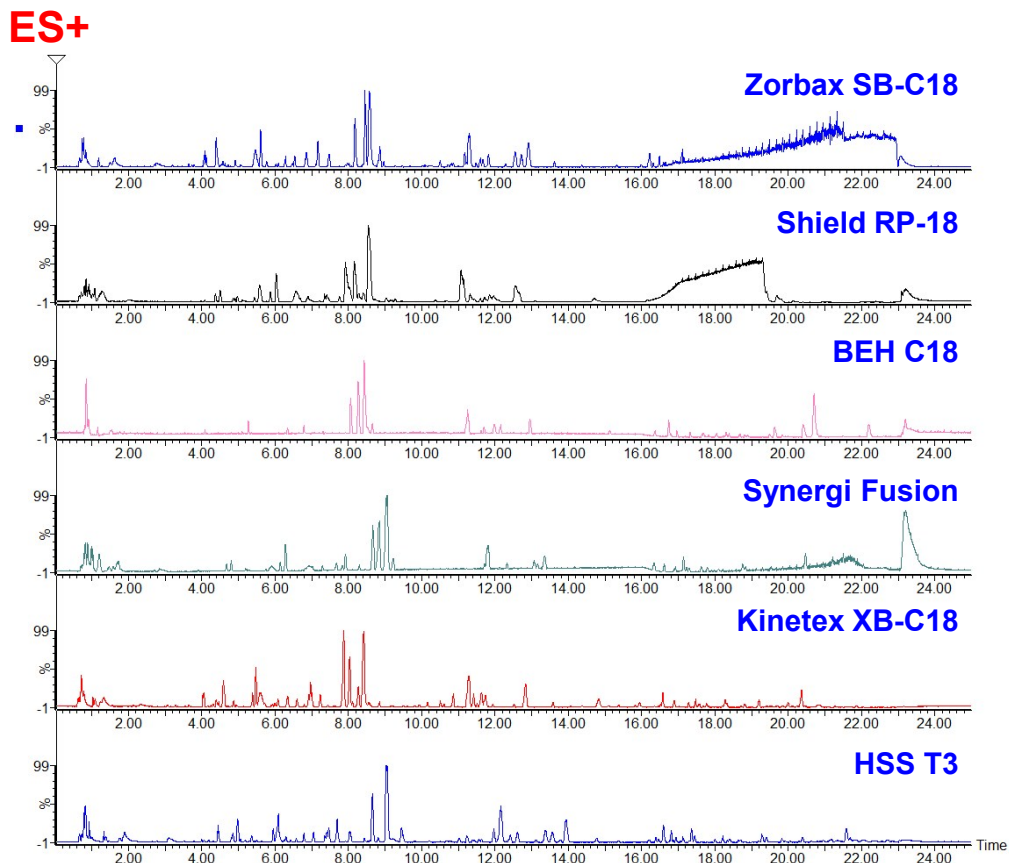 ES+
Zorbax SB-C18
99
%
-1
2.00 4.00 6.00 8.00 10.00 12.00 14.00 16.00 18.00 20.00 22.00 24.00
Shield RP-18
99
%
-1
2.00 4.00 6.00 8.00 10.00 12.00 14.00 16.00 18.00 20.00 22.00 24.00
BEH C18
99
%
-1
2.00 4.00 6.00 8.00 10.00 12.00 14.00 16.00 18.00 20.00 22.00 24.00
Synergi Fusion
99
%
-1
2.00 4.00 6.00 8.00 10.00 12.00 14.00 16.00 18.00 20.00 22.00 24.00
Kinetex XB-C18
99
%
-1
2.00 4.00 6.00 8.00 10.00 12.00 14.00 16.00 18.00 20.00 22.00 24.00
HSS T3
99
%
-1
Time
2.00 4.00 6.00 8.00 10.00 12.00 14.00 16.00 18.00 20.00 22.00 24.00